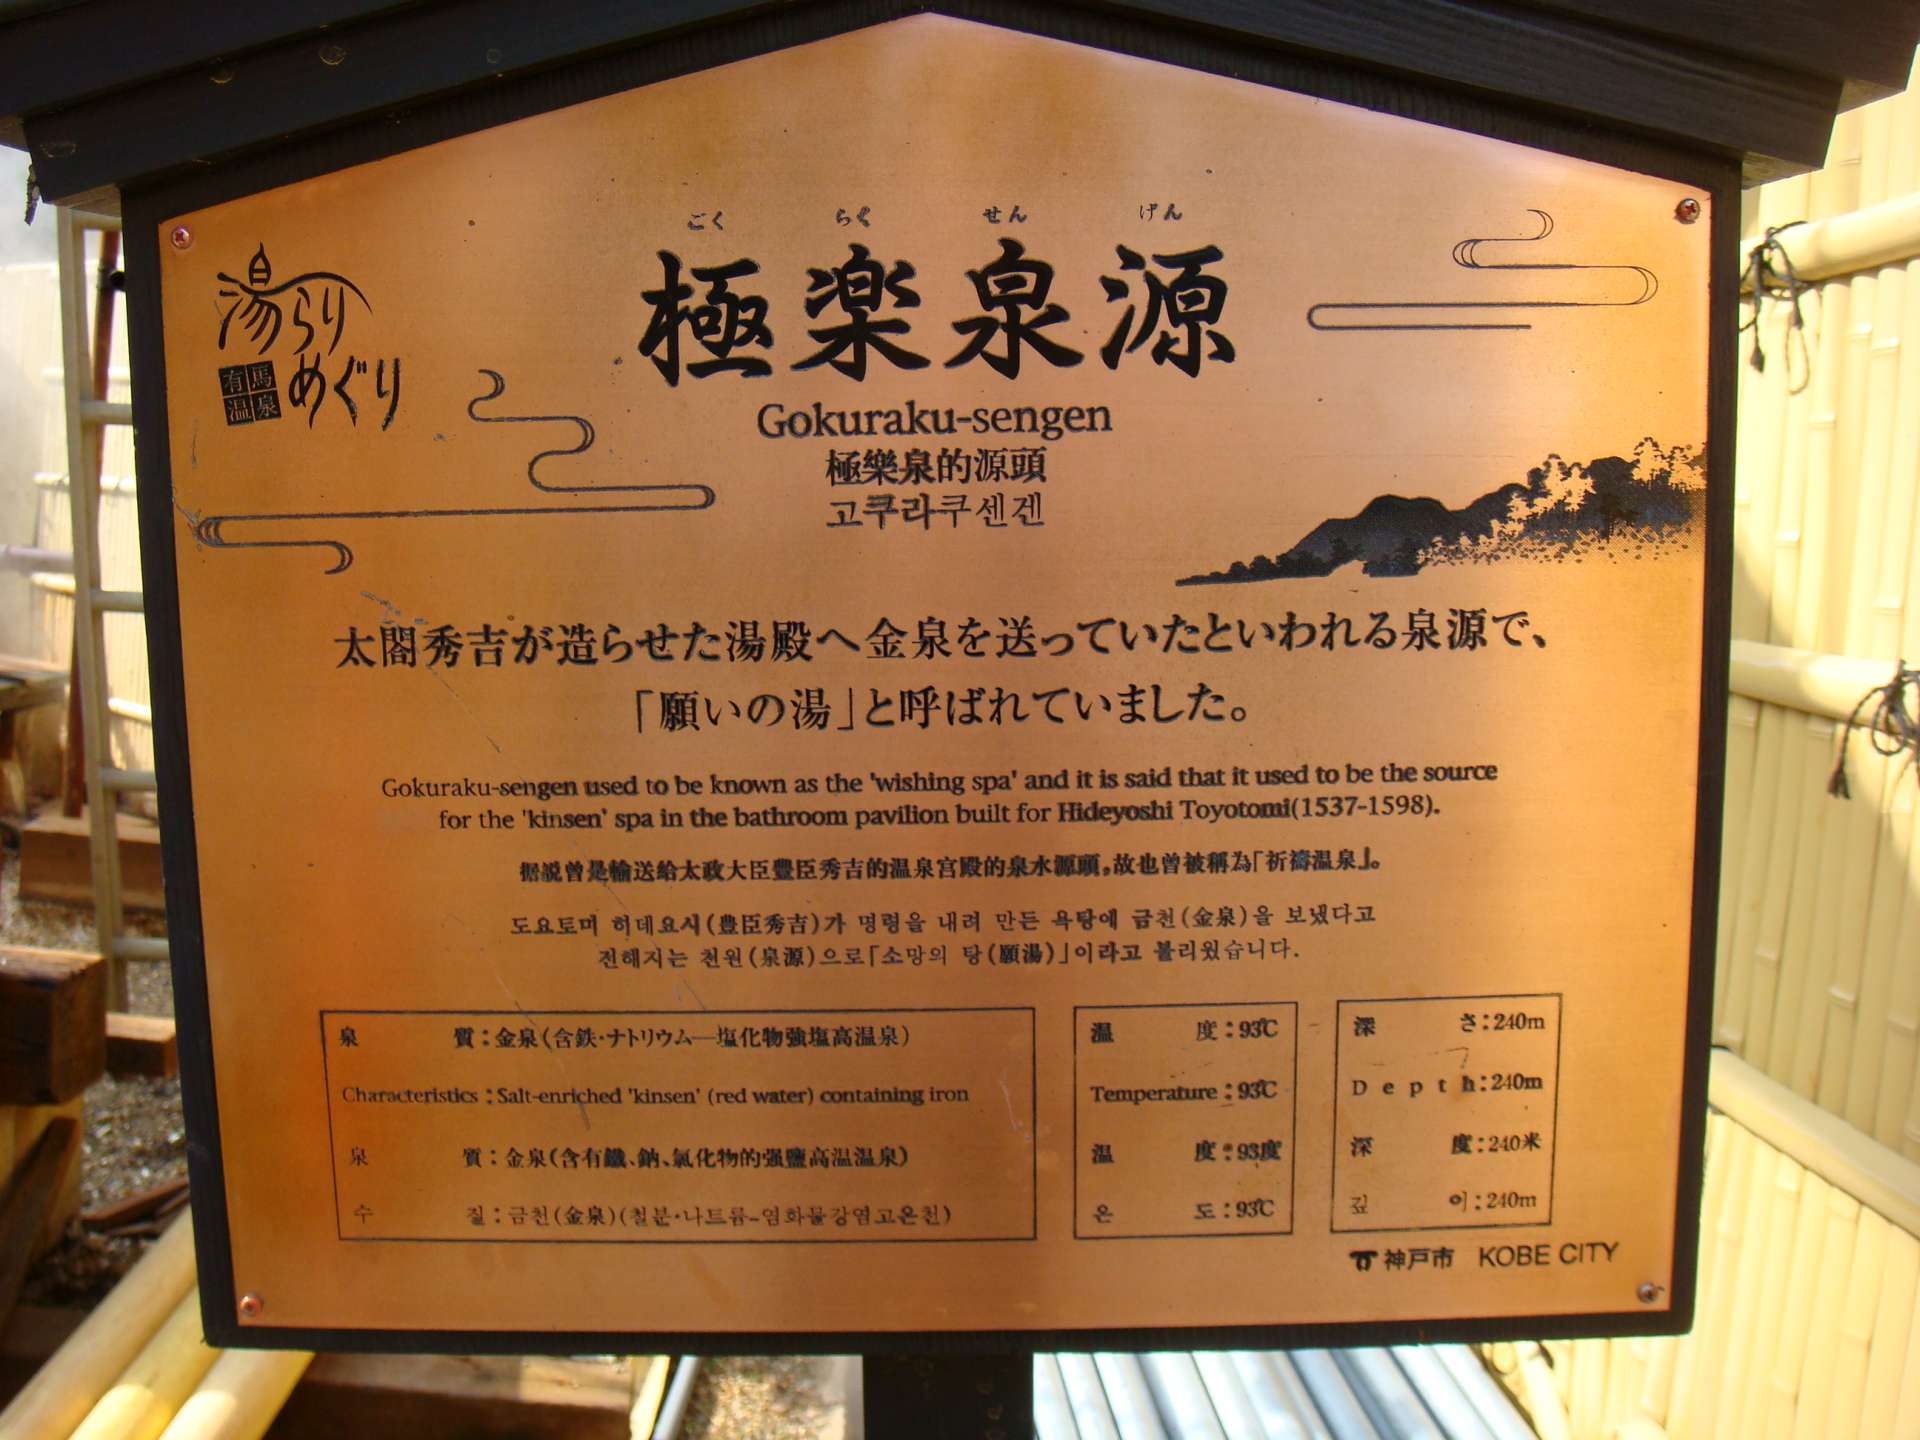 湯らり
めぐり
有馬
温泉
ごく らく せん げん
極楽泉源
Gokuraku-sengen
極樂泉的源頭
고쿠라쿠센겐
太閤秀吉が造らせた湯殿へ金泉を送っていたといわれる泉源で、
「願いの湯」と呼ばれていました。
Gokuraku-sengen used to be known as the 'wishing spa' and it is said that it used to be the source
for the 'kinsen' spa in the bathroom pavilion built for Hideyoshi Toyotomi(1537-1598).
据説曾是輸送給太政大臣豐臣秀吉的温泉宮殿的泉水源頭,故也曾被稱為「祈禱温泉」。
도요토미 히데요시(豊臣秀吉)가 명령을 내려 만든 욕탕에 금천(金泉)을 보냈다고
전해지는 천원(泉源)으로「소망의 탕(願湯)」이라고 불리웠습니다.
泉 質：金泉(含鉄・ナトリウム―塩化物強塩高温泉)
Characteristics : Salt-enriched 'kinsen' (red water) containing iron
泉 質：金泉(含有鐵、鈉、氯化物的强鹽高温温泉)
수 질 : 금천(金泉)(철분·나트륨-염화물강염고온천)
温 度：93℃
Temperature : 93℃
温 度：93度
온 도 : 93℃
深 さ：240m
Depth : 240m
深 度：240米
깊 이 : 240m
神戸市 KOBE CITY